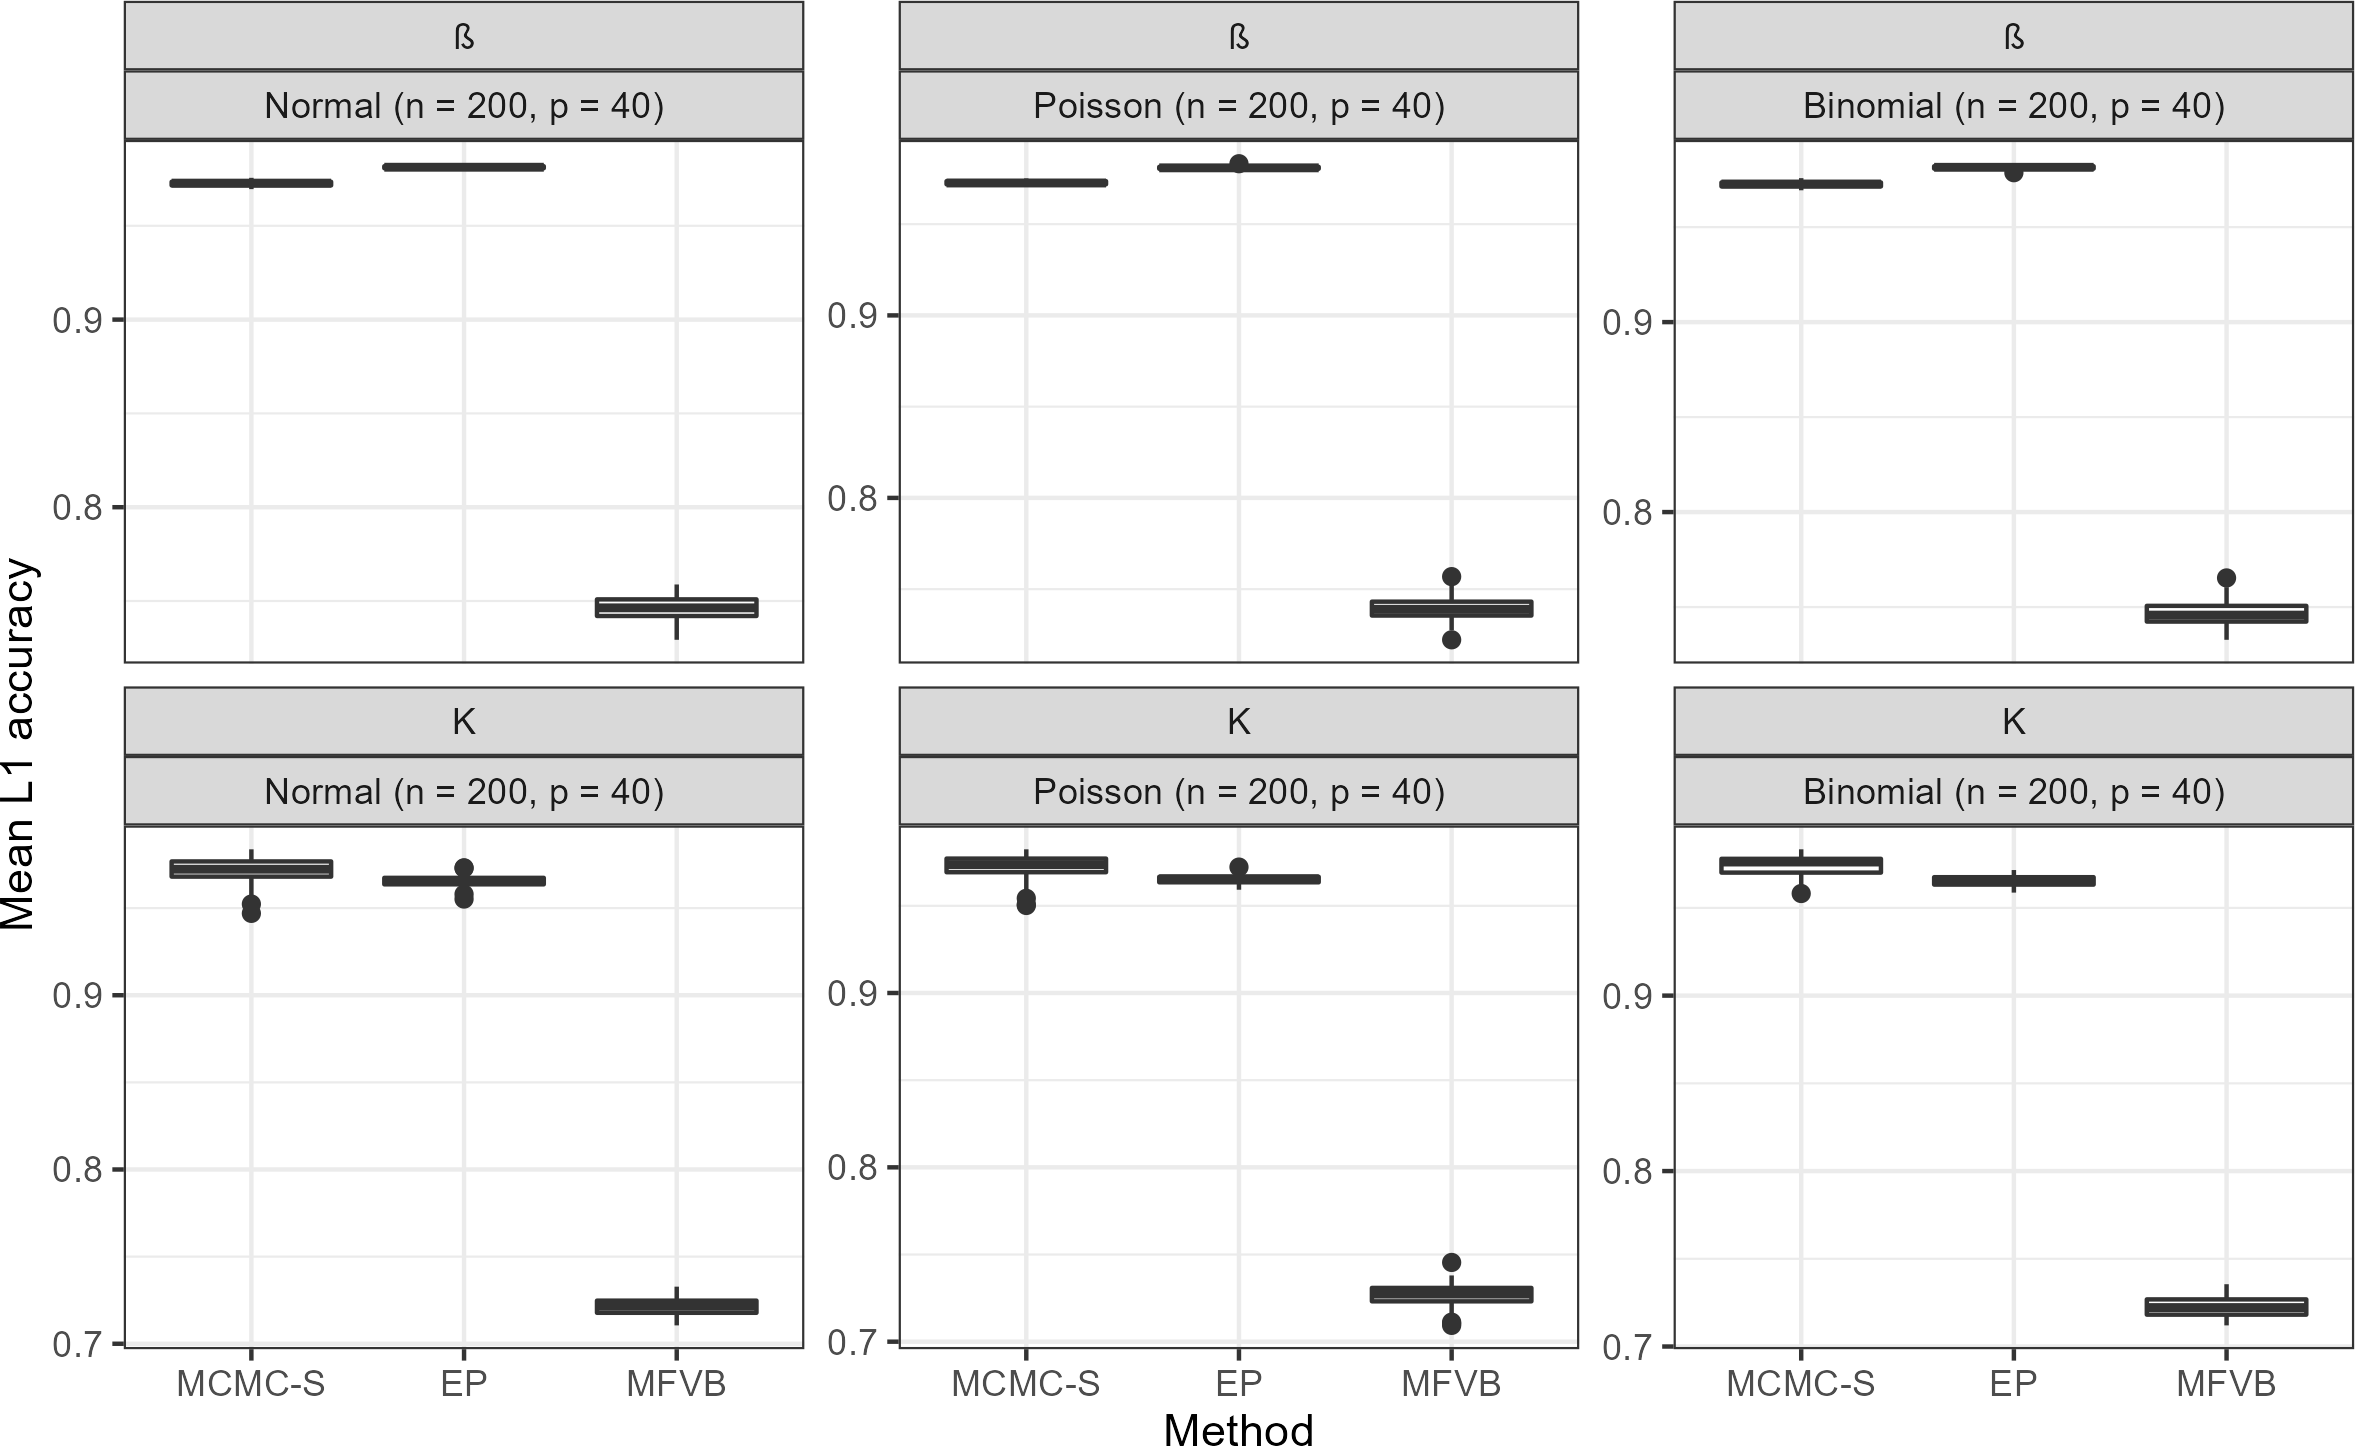 ß
ß
ß
Normal (n = 200, p = 40)
Poisson (n = 200, p = 40)
Binomial (n = 200, p = 40)
0.9
0.8
0.9
0.8
0.9
0.8
Mean L1 accuracy
K
K
K
Normal (n = 200, p = 40)
Poisson (n = 200, p = 40)
Binomial (n = 200, p = 40)
0.9
0.8
0.7
0.9
0.8
0.7
0.9
0.8
0.7
MCMC-S
EP
MFVB
MCMC-S
EP
MFVB
MCMC-S
EP
MFVB
Method